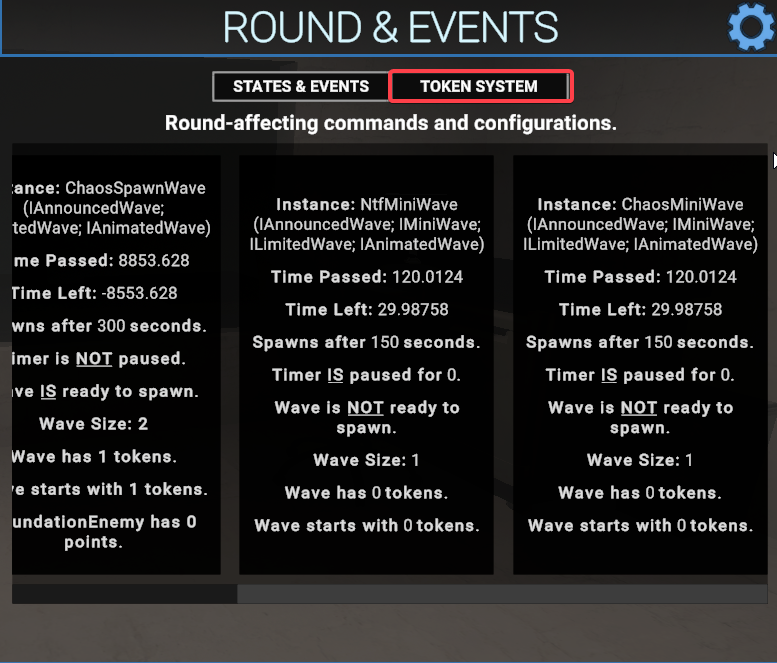 ROUND & EVENTS
STATES & EVENTS
TOKEN SYSTEM
Round-affecting commands and configurations.
ance: ChaosSpawnWave
(IAnnouncedWave;
tedWave; IAnimatedWave)
me Passed: 8853.628
Time Left: -8553.628
wns after 300 seconds.
imer is NOT paused.
ve IS ready to spawn.
Wave Size: 2
Wave has 1 tokens.
ve starts with 1 tokens.
undationEnemy has 0
points.
Instance: NtfMiniWave
(IAnnouncedWave; IMiniWave;
ILimitedWave; IAnimatedWave)
Time Passed: 120.0124
Time Left: 29.98758
Spawns after 150 seconds.
Timer IS paused for 0.
Wave is NOT ready to
spawn.
Wave Size: 1
Wave has 0 tokens.
Wave starts with 0 tokens.
Instance: ChaosMiniWave
(IAnnouncedWave; IMiniWave;
ILimitedWave; IAnimatedWave)
Time Passed: 120.0124
Time Left: 29.98758
Spawns after 150 seconds.
Timer IS paused for 0.
Wave is NOT ready to
spawn.
Wave Size: 1
Wave has 0 tokens.
Wave starts with 0 tokens.